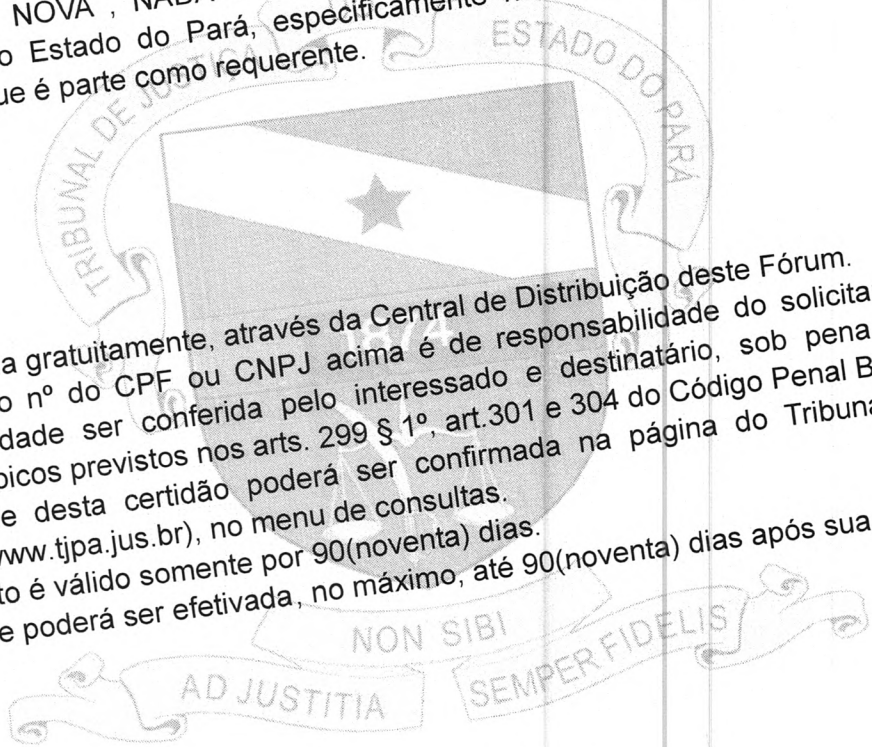 NOVA , NADA
o Estado do Pará, especificamente
ue é parte como requerente.
TRIBUNAL DE JUSTIÇA ESTADO DO PARÁ
a gratuitamente, através da Central de Distribuição deste Fórum.
o nº do CPF ou CNPJ acima é de responsabilidade do solicita
dade ser conferida pelo interessado e destinatário, sob pena
picos previstos nos arts. 299 § 1º, art.301 e 304 do Código Penal B
e desta certidão poderá ser confirmada na página do Tribuna
ww.tjpa.jus.br), no menu de consultas.
to é válido somente por 90(noventa) dias.
e poderá ser efetivada, no máximo, até 90(noventa) dias após sua
1874
NON SIBI
AD JUSTITIA SEMPER FIDELIS